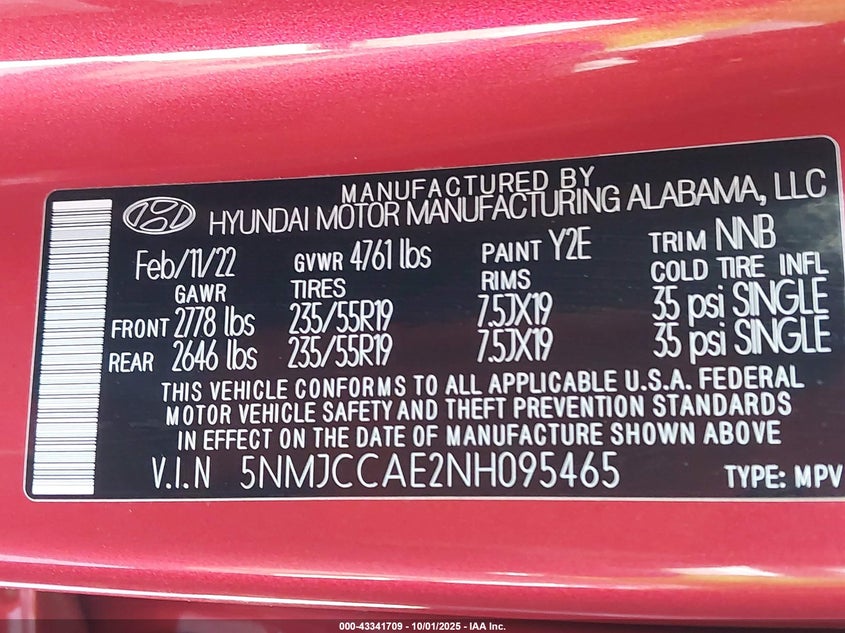 MANUFACTURED BY
HYUNDAI MOTOR MANUFACTURING ALABAMA, LLC
Feb/11/22 GVWR 4761 lbs PAINT Y2E TRIM NNB
GAWR TIRES RIMS COLD TIRE INFL
FRONT 2778 lbs 235/55R19 7.5JX19 35 psi SINGLE
REAR 2646 lbs 235/55R19 7.5JX19 35 psi SINGLE
THIS VEHICLE CONFORMS TO ALL APPLICABLE U.S.A. FEDERAL
MOTOR VEHICLE SAFETY AND THEFT PREVENTION STANDARDS
IN EFFECT ON THE DATE OF MANUFACTURE SHOWN ABOVE
V.I.N 5NMJCCAE2NH095465 TYPE: MPV
000-43341709 - 10/01/2025 - IAA Inc.